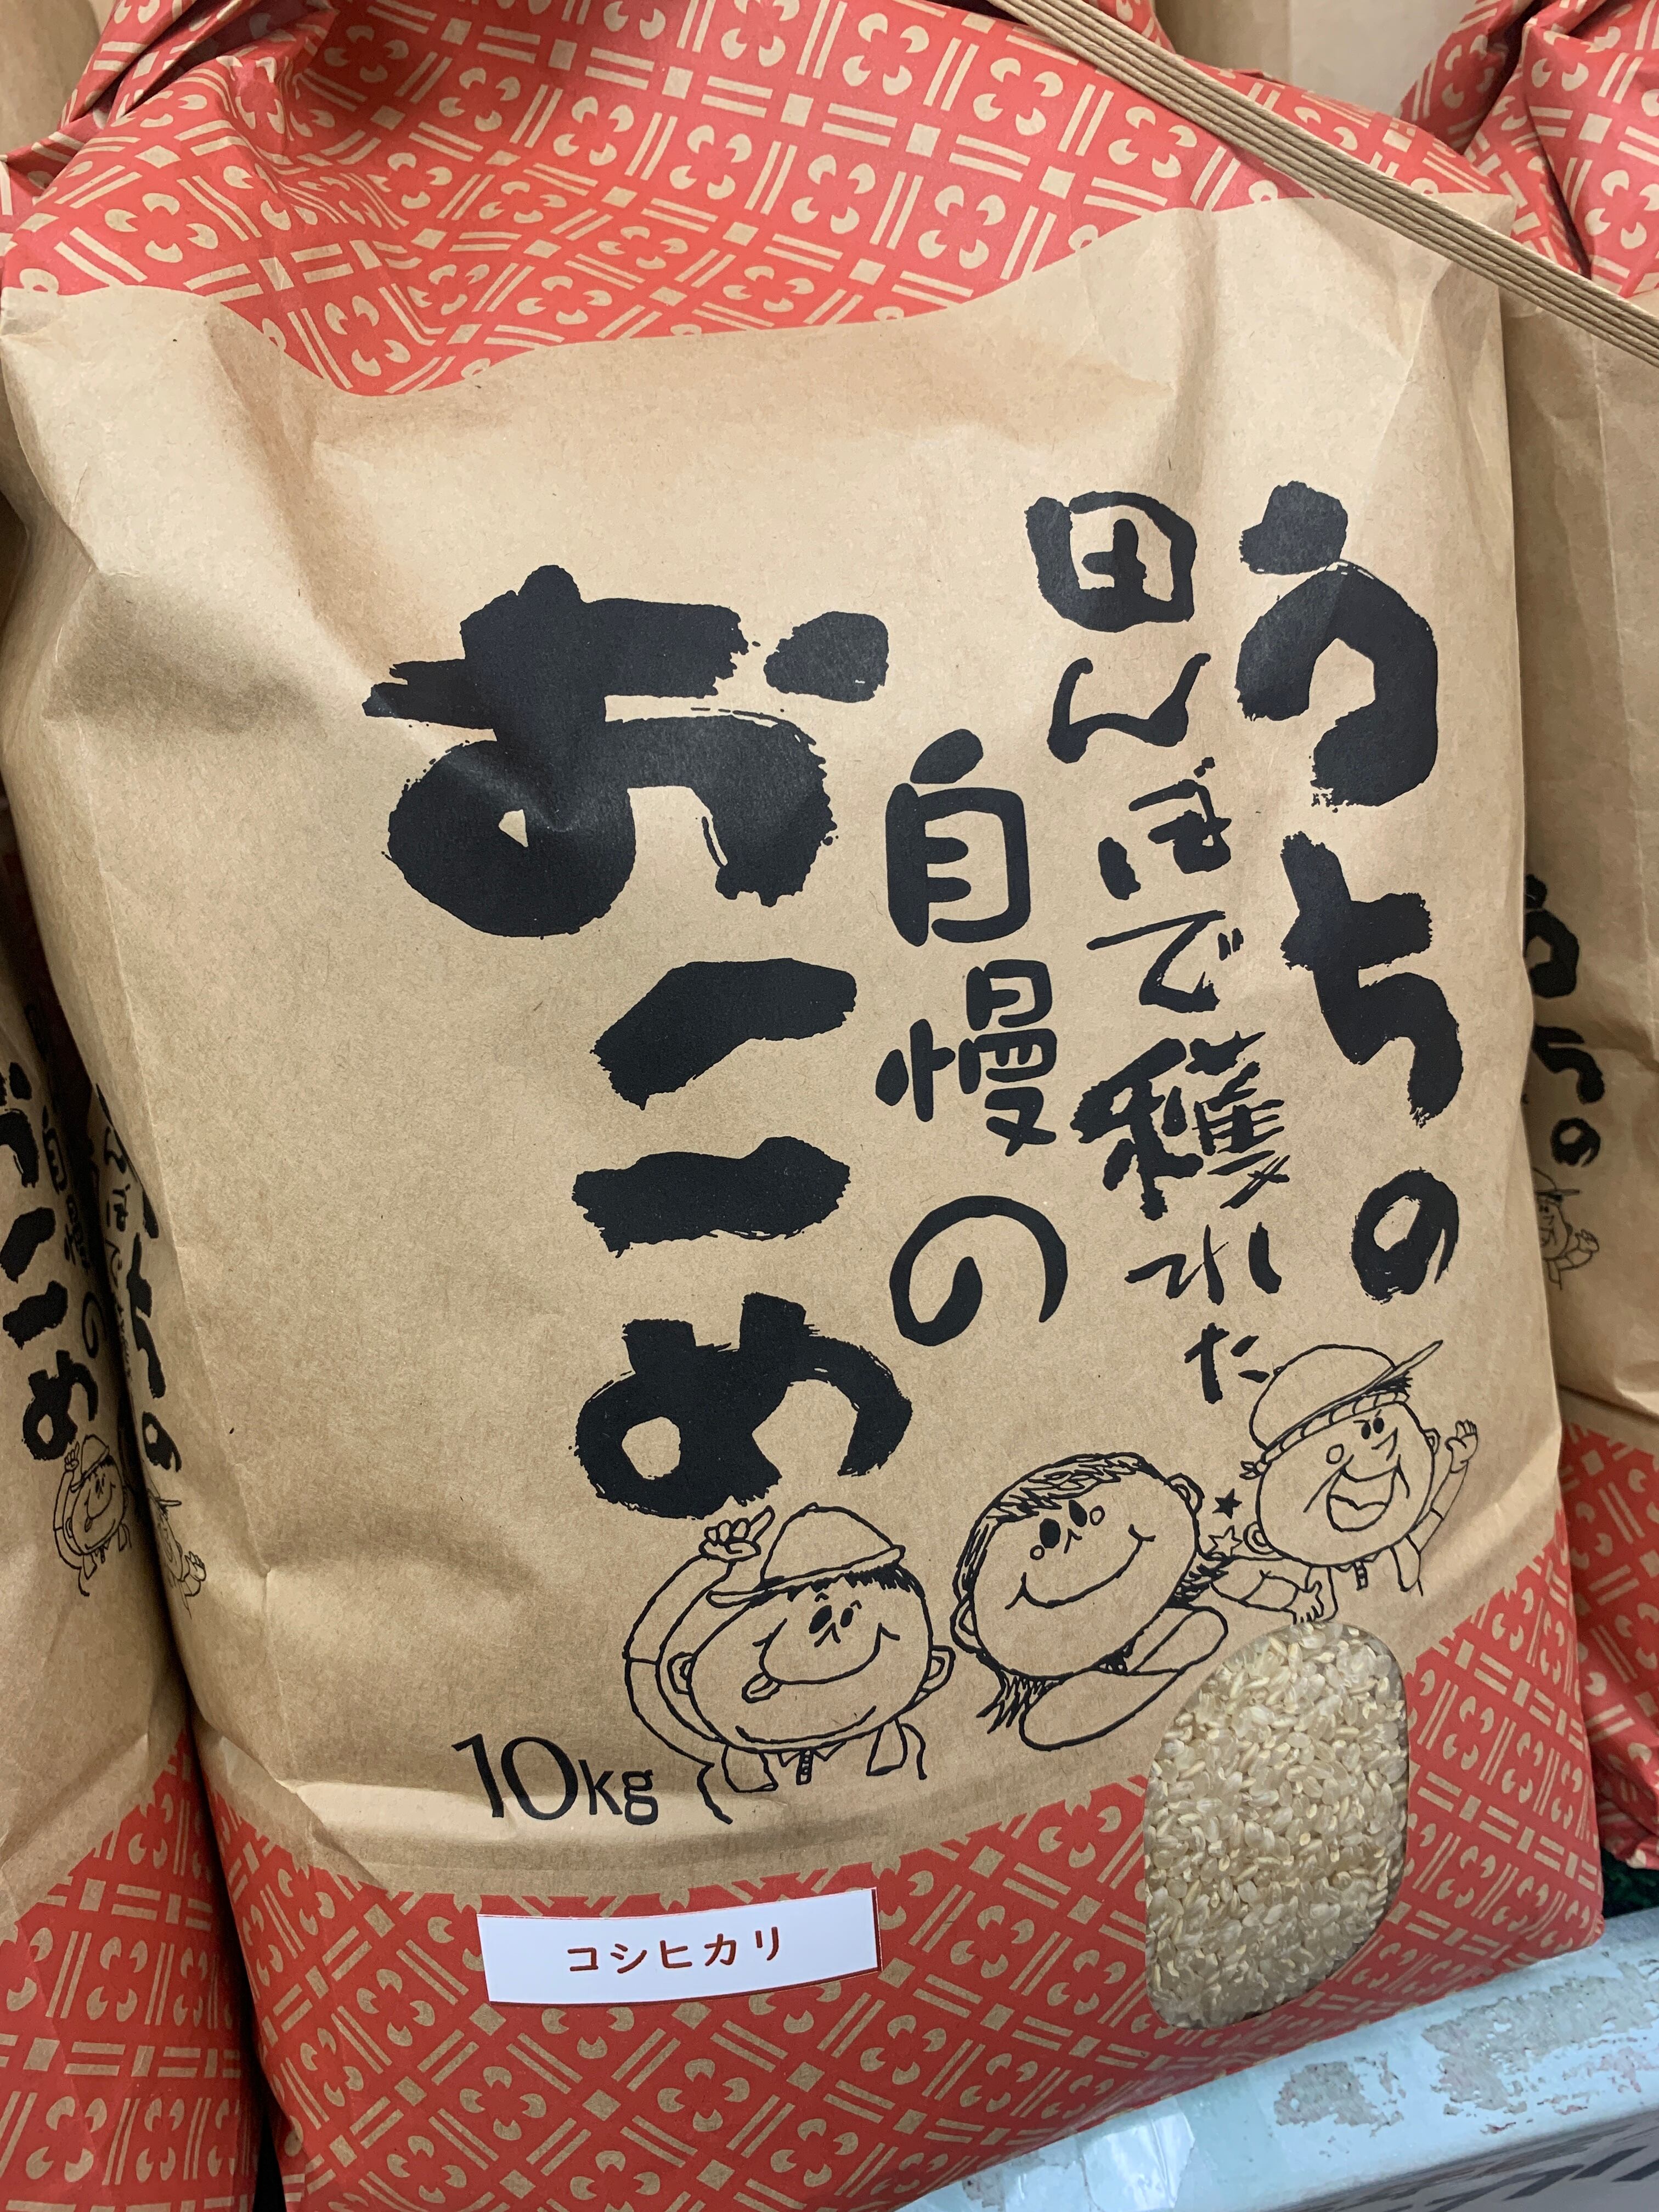 うちの
田んぼで穫れた
自慢の
おこめ
10kg
コシヒカリ